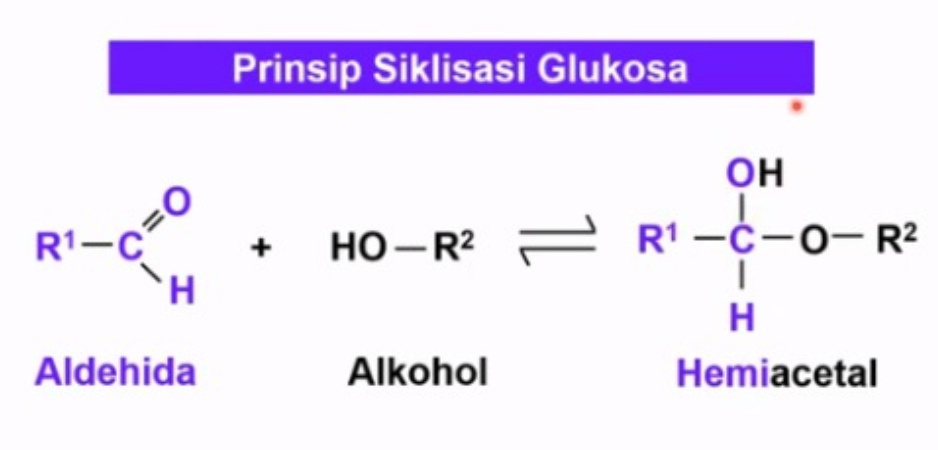 Prinsip Siklisasi Glukosa
R¹—C
O
H
+
HO—R²
⇌
OH
R¹—C—O—R²
H
Aldehida
Alkohol
Hemiacetal